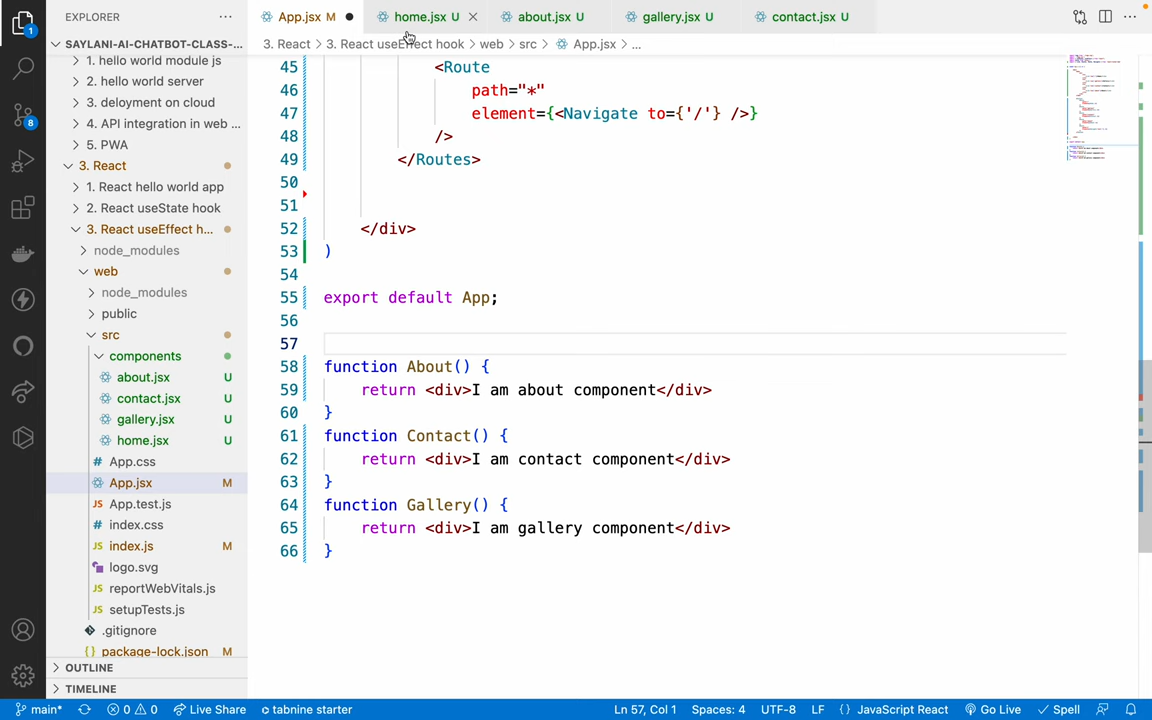 EXPLORER
App.jsx M
home.jsx U
about.jsx U
gallery.jsx U
contact.jsx U
SAYLANI-AI-CHATBOT-CLASS-...
3. React > 3. React useEffect hook > web > src > App.jsx > ...
1. hello world module js
2. hello world server
3. deloyment on cloud
4. API integration in web ...
5. PWA
3. React
1. React hello world app
2. React useState hook
3. React useEffect h...
node_modules
web
node_modules
public
src
components
about.jsx U
contact.jsx U
gallery.jsx U
home.jsx U
# App.css
App.jsx M
JS App.test.js
# index.css
JS index.js M
logo.svg
JS reportWebVitals.js
JS setupTests.js
.gitignore
{} package-lock.json M
OUTLINE
TIMELINE
45 <Route
46 path="*"
47 element={<Navigate to={'/'} />}
48 />
49 </Routes>
50
51
52 </div>
53 )
54
55 export default App;
56
57
58 function About() {
59 return <div>I am about component</div>
60 }
61 function Contact() {
62 return <div>I am contact component</div>
63 }
64 function Gallery() {
65 return <div>I am gallery component</div>
66 }
1
8
main* 0 0 Live Share tabnine starter Ln 57, Col 1 Spaces: 4 UTF-8 LF {} JavaScript React Go Live Spell